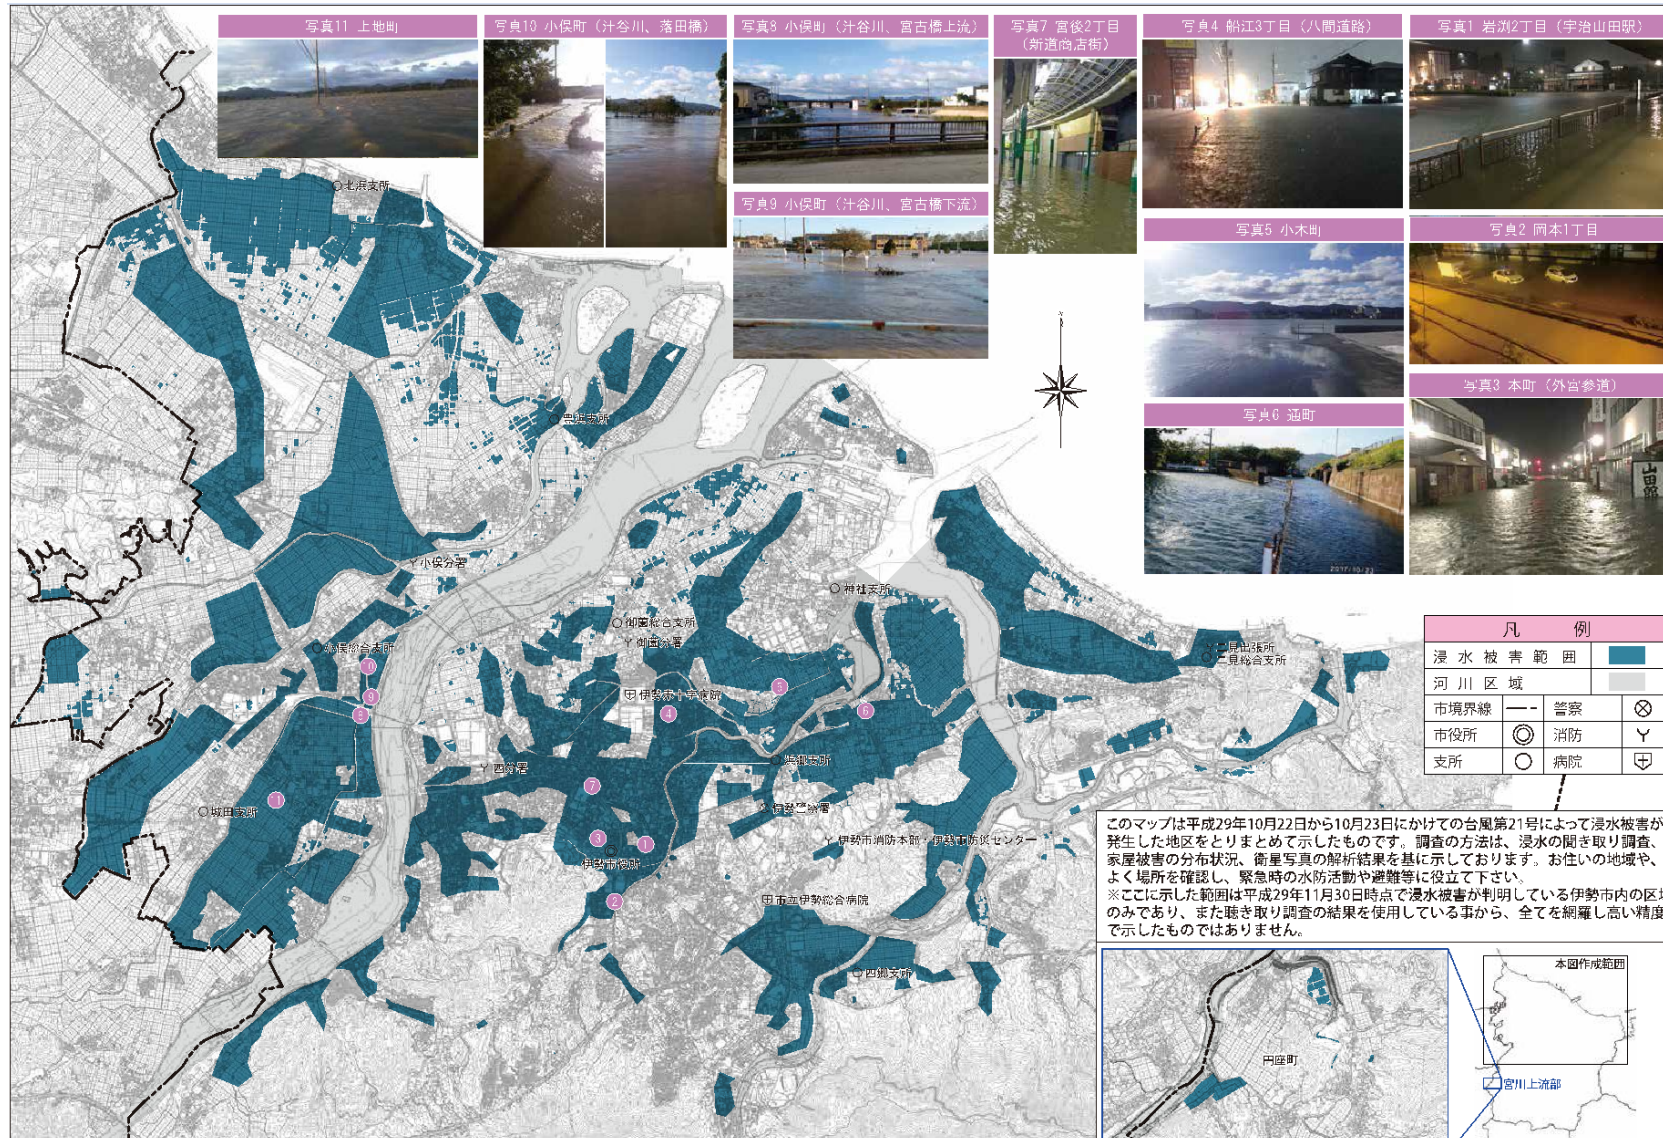 写真11 上地町
写真10 小俣町（汁谷川、落田橋）
写真8 小俣町（汁谷川、宮古橋上流）
写真7 宮後2丁目
（新道商店街）
写真4 船江3丁目（八間道路）
写真1 岩渕2丁目（宇治山田駅）
写真9 小俣町（汁谷川、宮古橋下流）
写真5 小木町
写真2 岡本1丁目
写真6 通町
写真3 本町（外宮参道）
山田館
2017/10/23
北浜支所
豊浜支所
小俣分署
神社支所
御薗総合支所
御薗分署
小俣総合支所
二見出張所
二見総合支所
伊勢赤十字病院
10
9
8
5
4
6
西分署
浜郷支所
7
11
城田支所
伊勢警察署
3
1
伊勢市役所
伊勢市消防本部・伊勢市防災センター
2
市立伊勢総合病院
四郷支所
凡例
浸水被害範囲
河川区域
市境界線 警察
市役所 消防
支所 病院
このマップは平成29年10月22日から10月23日にかけての台風第21号によって浸水被害が
発生した地区をとりまとめて示したものです。調査の方法は、浸水の聞き取り調査、
家屋被害の分布状況、衛星写真の解析結果を基に示しております。お住いの地域や、
よく場所を確認し、緊急時の水防活動や避難等に役立て下さい。
※ここに示した範囲は平成29年11月30日時点で浸水被害が判明している伊勢市内の区域
のみであり、また聴き取り調査の結果を使用している事から、全てを網羅し高い精度
で示したものではありません。
円座町
本図作成範囲
宮川上流部